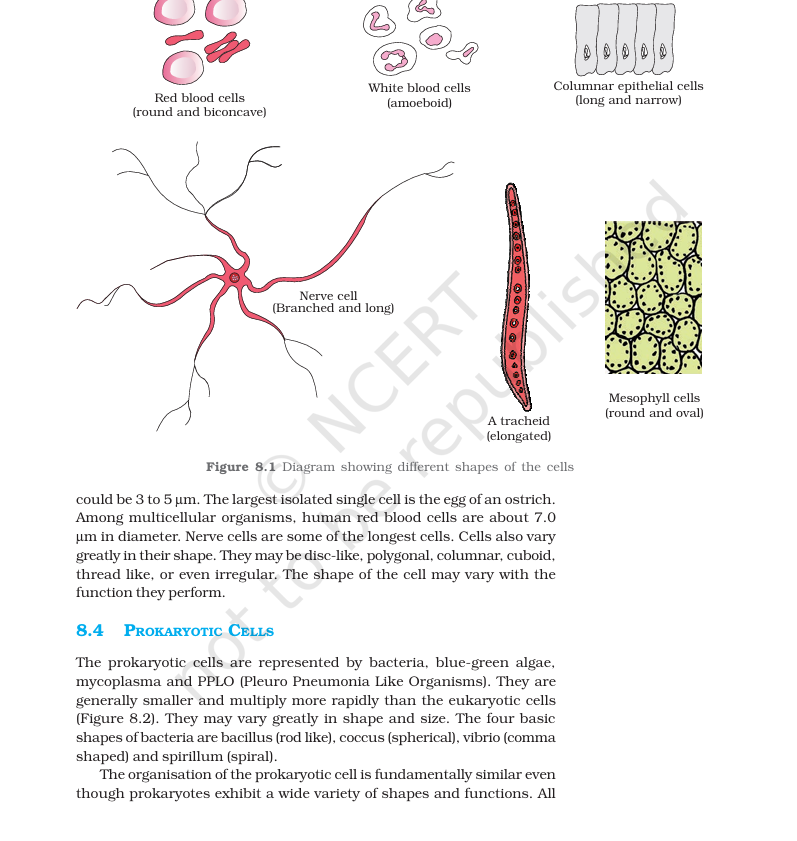 Red blood cells
(round and biconcave)
White blood cells
(amoeboid)
Columnar epithelial cells
(long and narrow)
Nerve cell
(Branched and long)
A tracheid
(elongated)
Mesophyll cells
(round and oval)
© NCERT
not to be republished
Figure 8.1 Diagram showing different shapes of the cells
could be 3 to 5 µm. The largest isolated single cell is the egg of an ostrich.
Among multicellular organisms, human red blood cells are about 7.0
µm in diameter. Nerve cells are some of the longest cells. Cells also vary
greatly in their shape. They may be disc-like, polygonal, columnar, cuboid,
thread like, or even irregular. The shape of the cell may vary with the
function they perform.
8.4 PROKARYOTIC CELLS
The prokaryotic cells are represented by bacteria, blue-green algae,
mycoplasma and PPLO (Pleuro Pneumonia Like Organisms). They are
generally smaller and multiply more rapidly than the eukaryotic cells
(Figure 8.2). They may vary greatly in shape and size. The four basic
shapes of bacteria are bacillus (rod like), coccus (spherical), vibrio (comma
shaped) and spirillum (spiral).
The organisation of the prokaryotic cell is fundamentally similar even
though prokaryotes exhibit a wide variety of shapes and functions. All